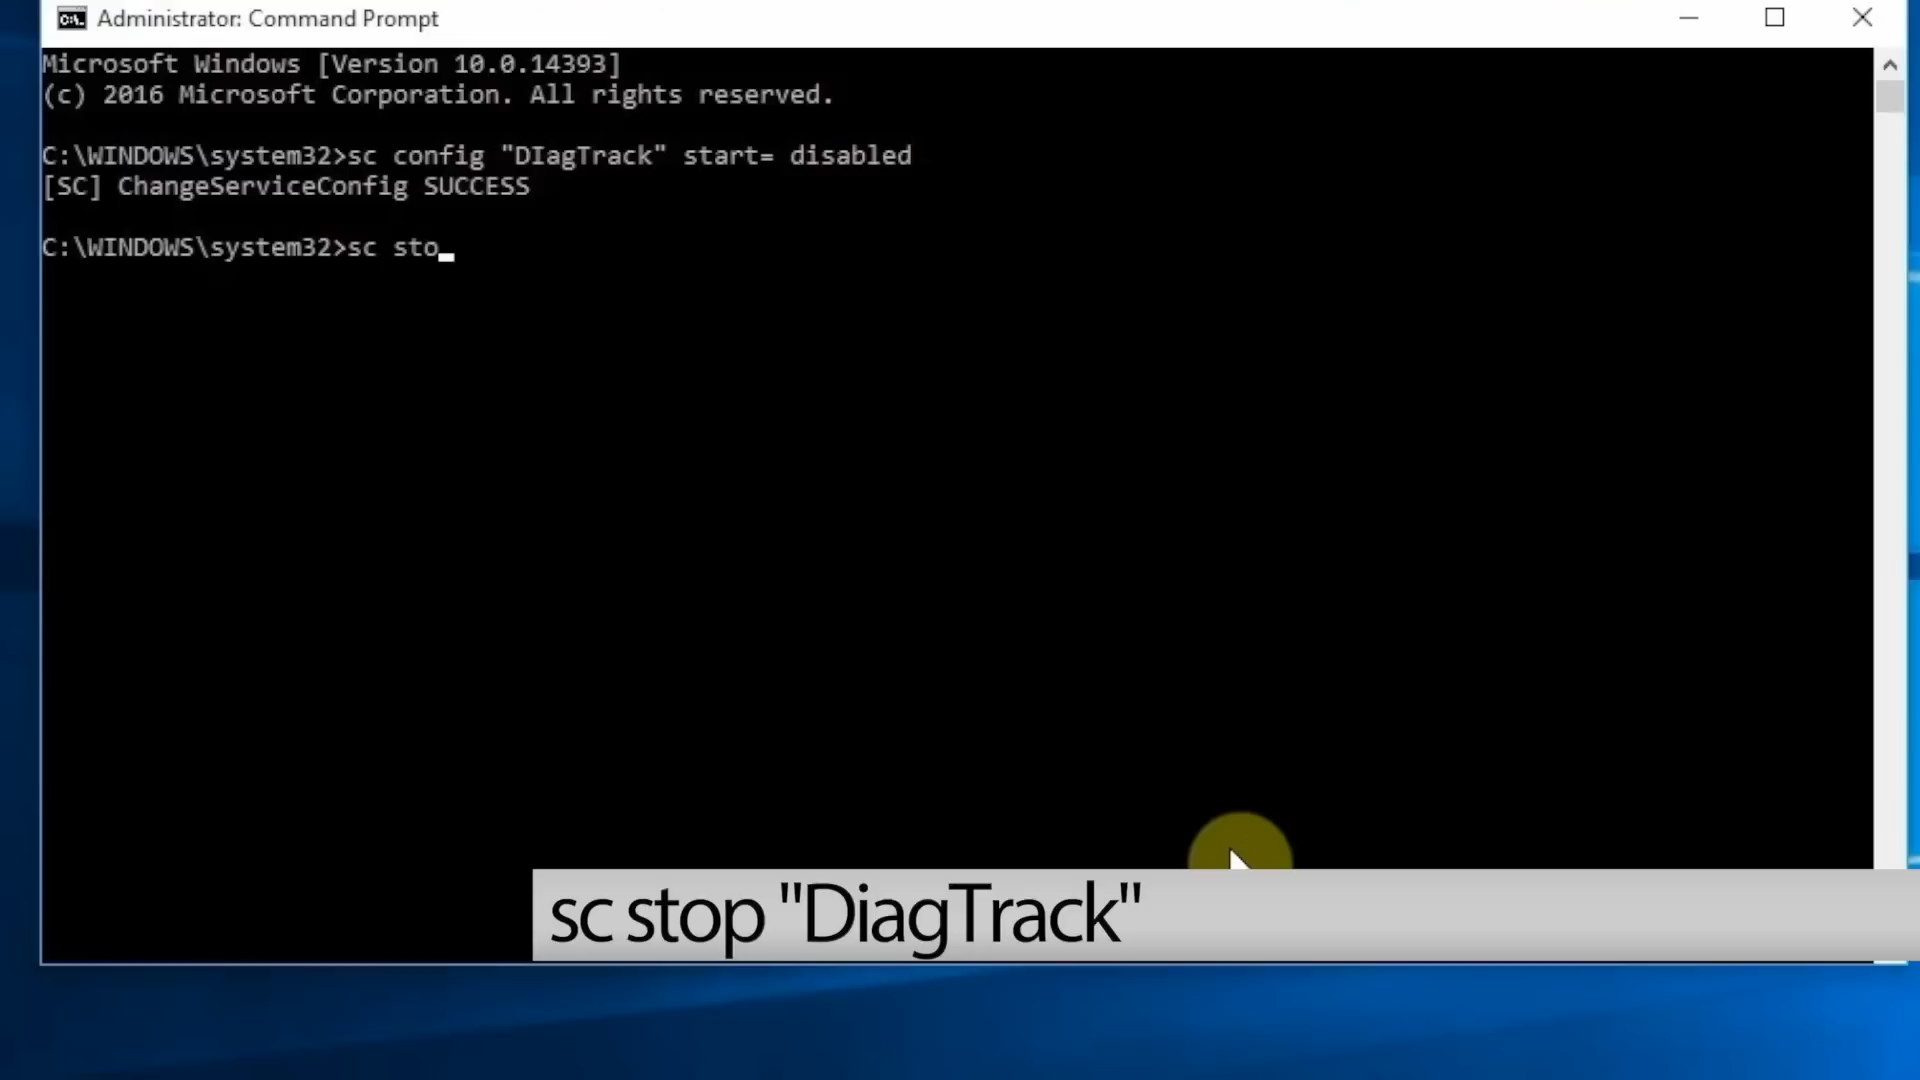 Administrator: Command Prompt
Microsoft Windows [Version 10.0.14393]
(c) 2016 Microsoft Corporation. All rights reserved.
C:\WINDOWS\system32>sc config "DIagTrack" start= disabled
[SC] ChangeServiceConfig SUCCESS
C:\WINDOWS\system32>sc sto_
sc stop "DiagTrack"